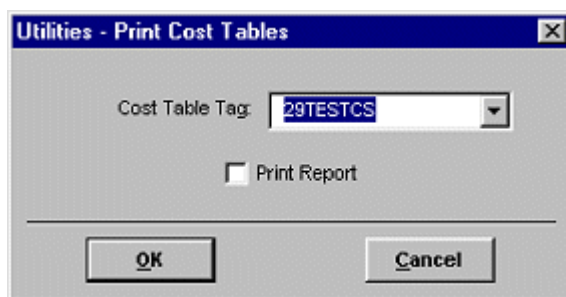 Utilities - Print Cost Tables
Cost Table Tag: 29TESTCS
Print Report
OK Cancel